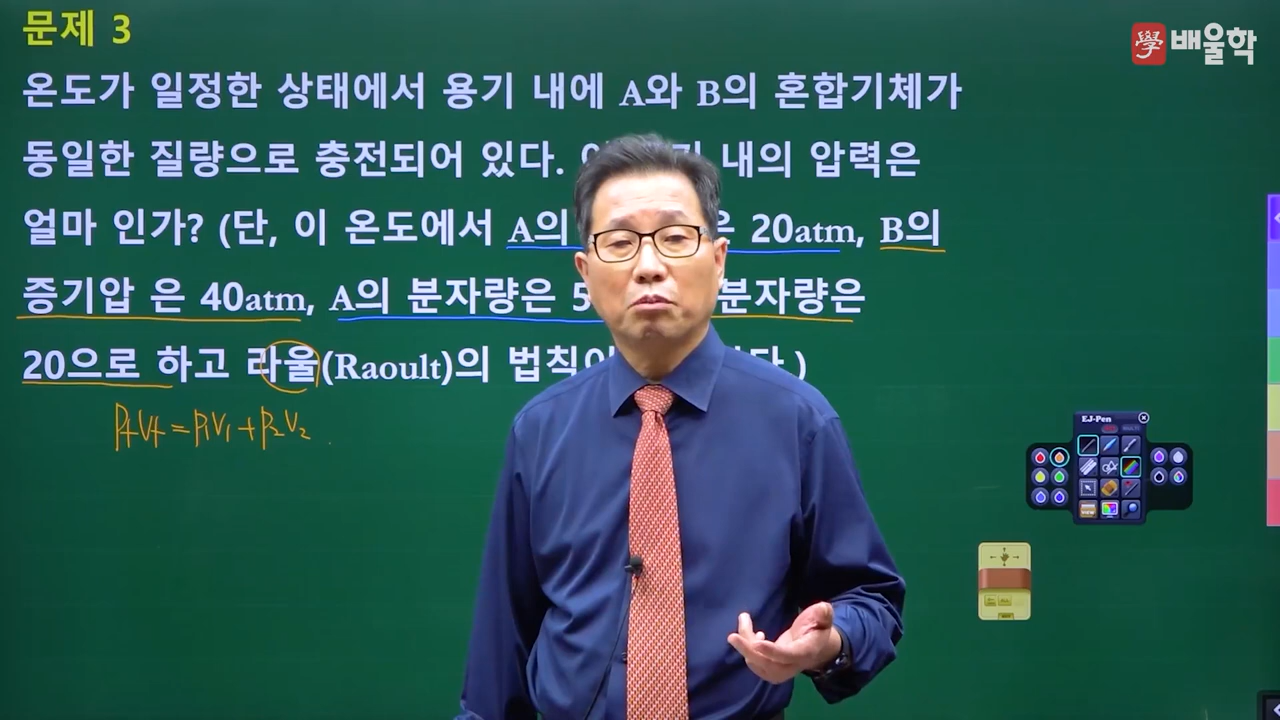 문제 3
學 배울학
온도가 일정한 상태에서 용기 내에 A와 B의 혼합기체가
동일한 질량으로 충전되어 있다. 내의 압력은
얼마 인가? (단, 이 온도에서 A의 20atm, B의
증기압 은 40atm, A의 분자량은 5 분자량은
20으로 하고 라울(Raoult)의 법칙이 )
PtVt = P1V1 + P2V2
EJ-Pen